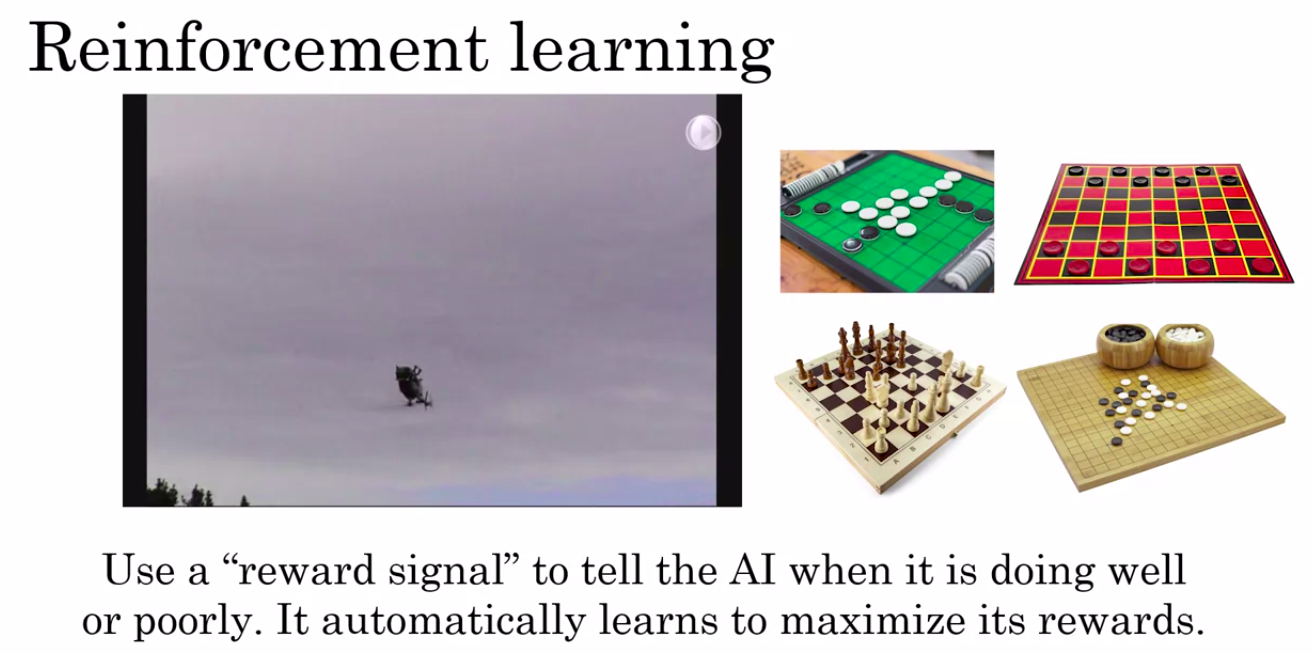 Reinforcement learning
Use a “reward signal” to tell the AI when it is doing well
or poorly. It automatically learns to maximize its rewards.